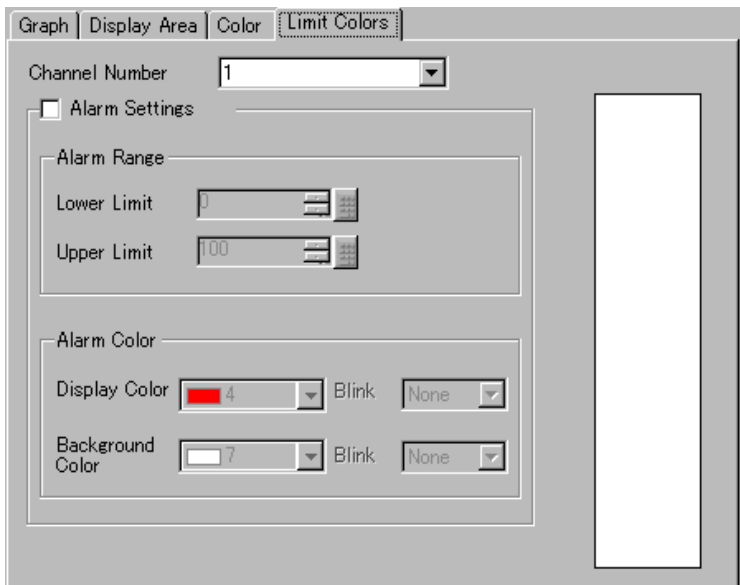 Graph Display Area Color Limit Colors
Channel Number 1
Alarm Settings
Alarm Range
Lower Limit 0
Upper Limit 100
Alarm Color
Display Color 4 Blink None
Background
Color 7 Blink None